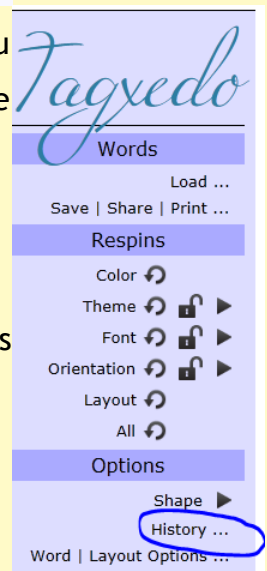 u
Tagxedo
e
Words
Load ...
Save | Share | Print ...
Respins
Color
Theme
s
Font
Orientation
Layout
All
Options
Shape
History ...
Word | Layout Options ...